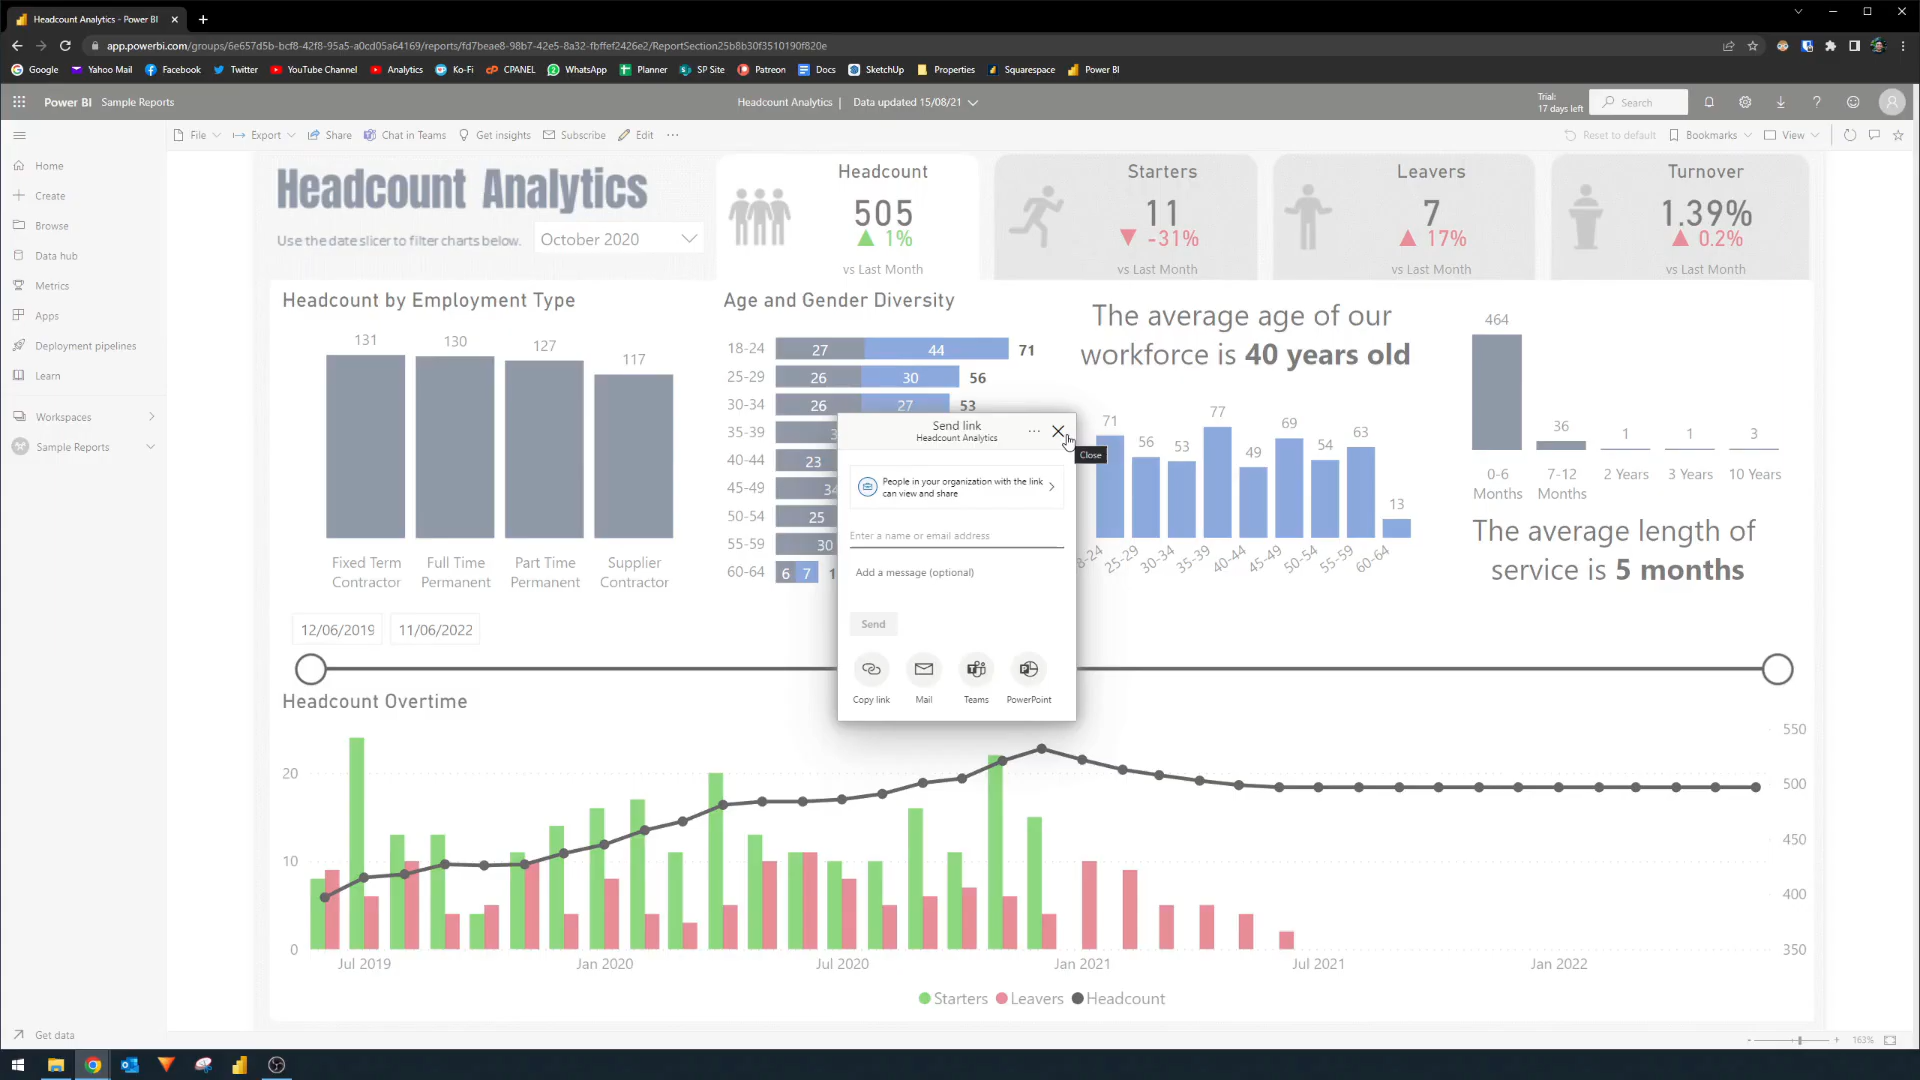 Headcount Analytics - Power BI
app.powerbi.com/groups/6e657d5b-bcf8-42f8-95a5-a0cd05a64169/reports/fd7beae8-98b7-42e5-8a32-fbffef2426e2/ReportSection25b8b30f3510190f820e
Google Yahoo Mail Facebook Twitter YouTube Channel Analytics Ko-Fi CPANEL WhatsApp Planner SP Site Patreon Docs SketchUp Properties Squarespace Power BI
Power BI Sample Reports
Headcount Analytics | Data updated 15/08/21
Trial:
17 days left
Search
File Export Share Chat in Teams Get insights Subscribe Edit ···
Reset to default Bookmarks View
Home
Create
Browse
Data hub
Metrics
Apps
Deployment pipelines
Learn
Workspaces
Sample Reports
Get data
Headcount Analytics
Use the date slicer to filter charts below.
October 2020
Headcount
505
1%
vs Last Month
Starters
11
-31%
vs Last Month
Leavers
7
17%
vs Last Month
Turnover
1.39%
0.2%
vs Last Month
Headcount by Employment Type
131 130 127 117
Fixed Term Contractor
Full Time Permanent
Part Time Permanent
Supplier Contractor
Age and Gender Diversity
18-24 27 44 71
25-29 26 30 56
30-34 26 27 53
35-39
40-44 23
45-49 34
50-54 25
55-59 30
60-64 6 7 1
The average age of our
workforce is 40 years old
71 56 53 77 49 69 54 63 13
8-24 25-29 30-34 35-39 40-44 45-49 50-54 55-59 60-64
464 36 1 1 3
0-6 Months
7-12 Months
2 Years
3 Years
10 Years
The average length of
service is 5 months
Send link
Headcount Analytics
Close
People in your organization with the link
can view and share
Enter a name or email address
Add a message (optional)
Send
Copy link Mail Teams PowerPoint
12/06/2019 11/06/2022
Headcount Overtime
20
10
0
550
500
450
400
350
Jul 2019 Jan 2020 Jul 2020 Jan 2021 Jul 2021 Jan 2022
Starters Leavers Headcount
163%